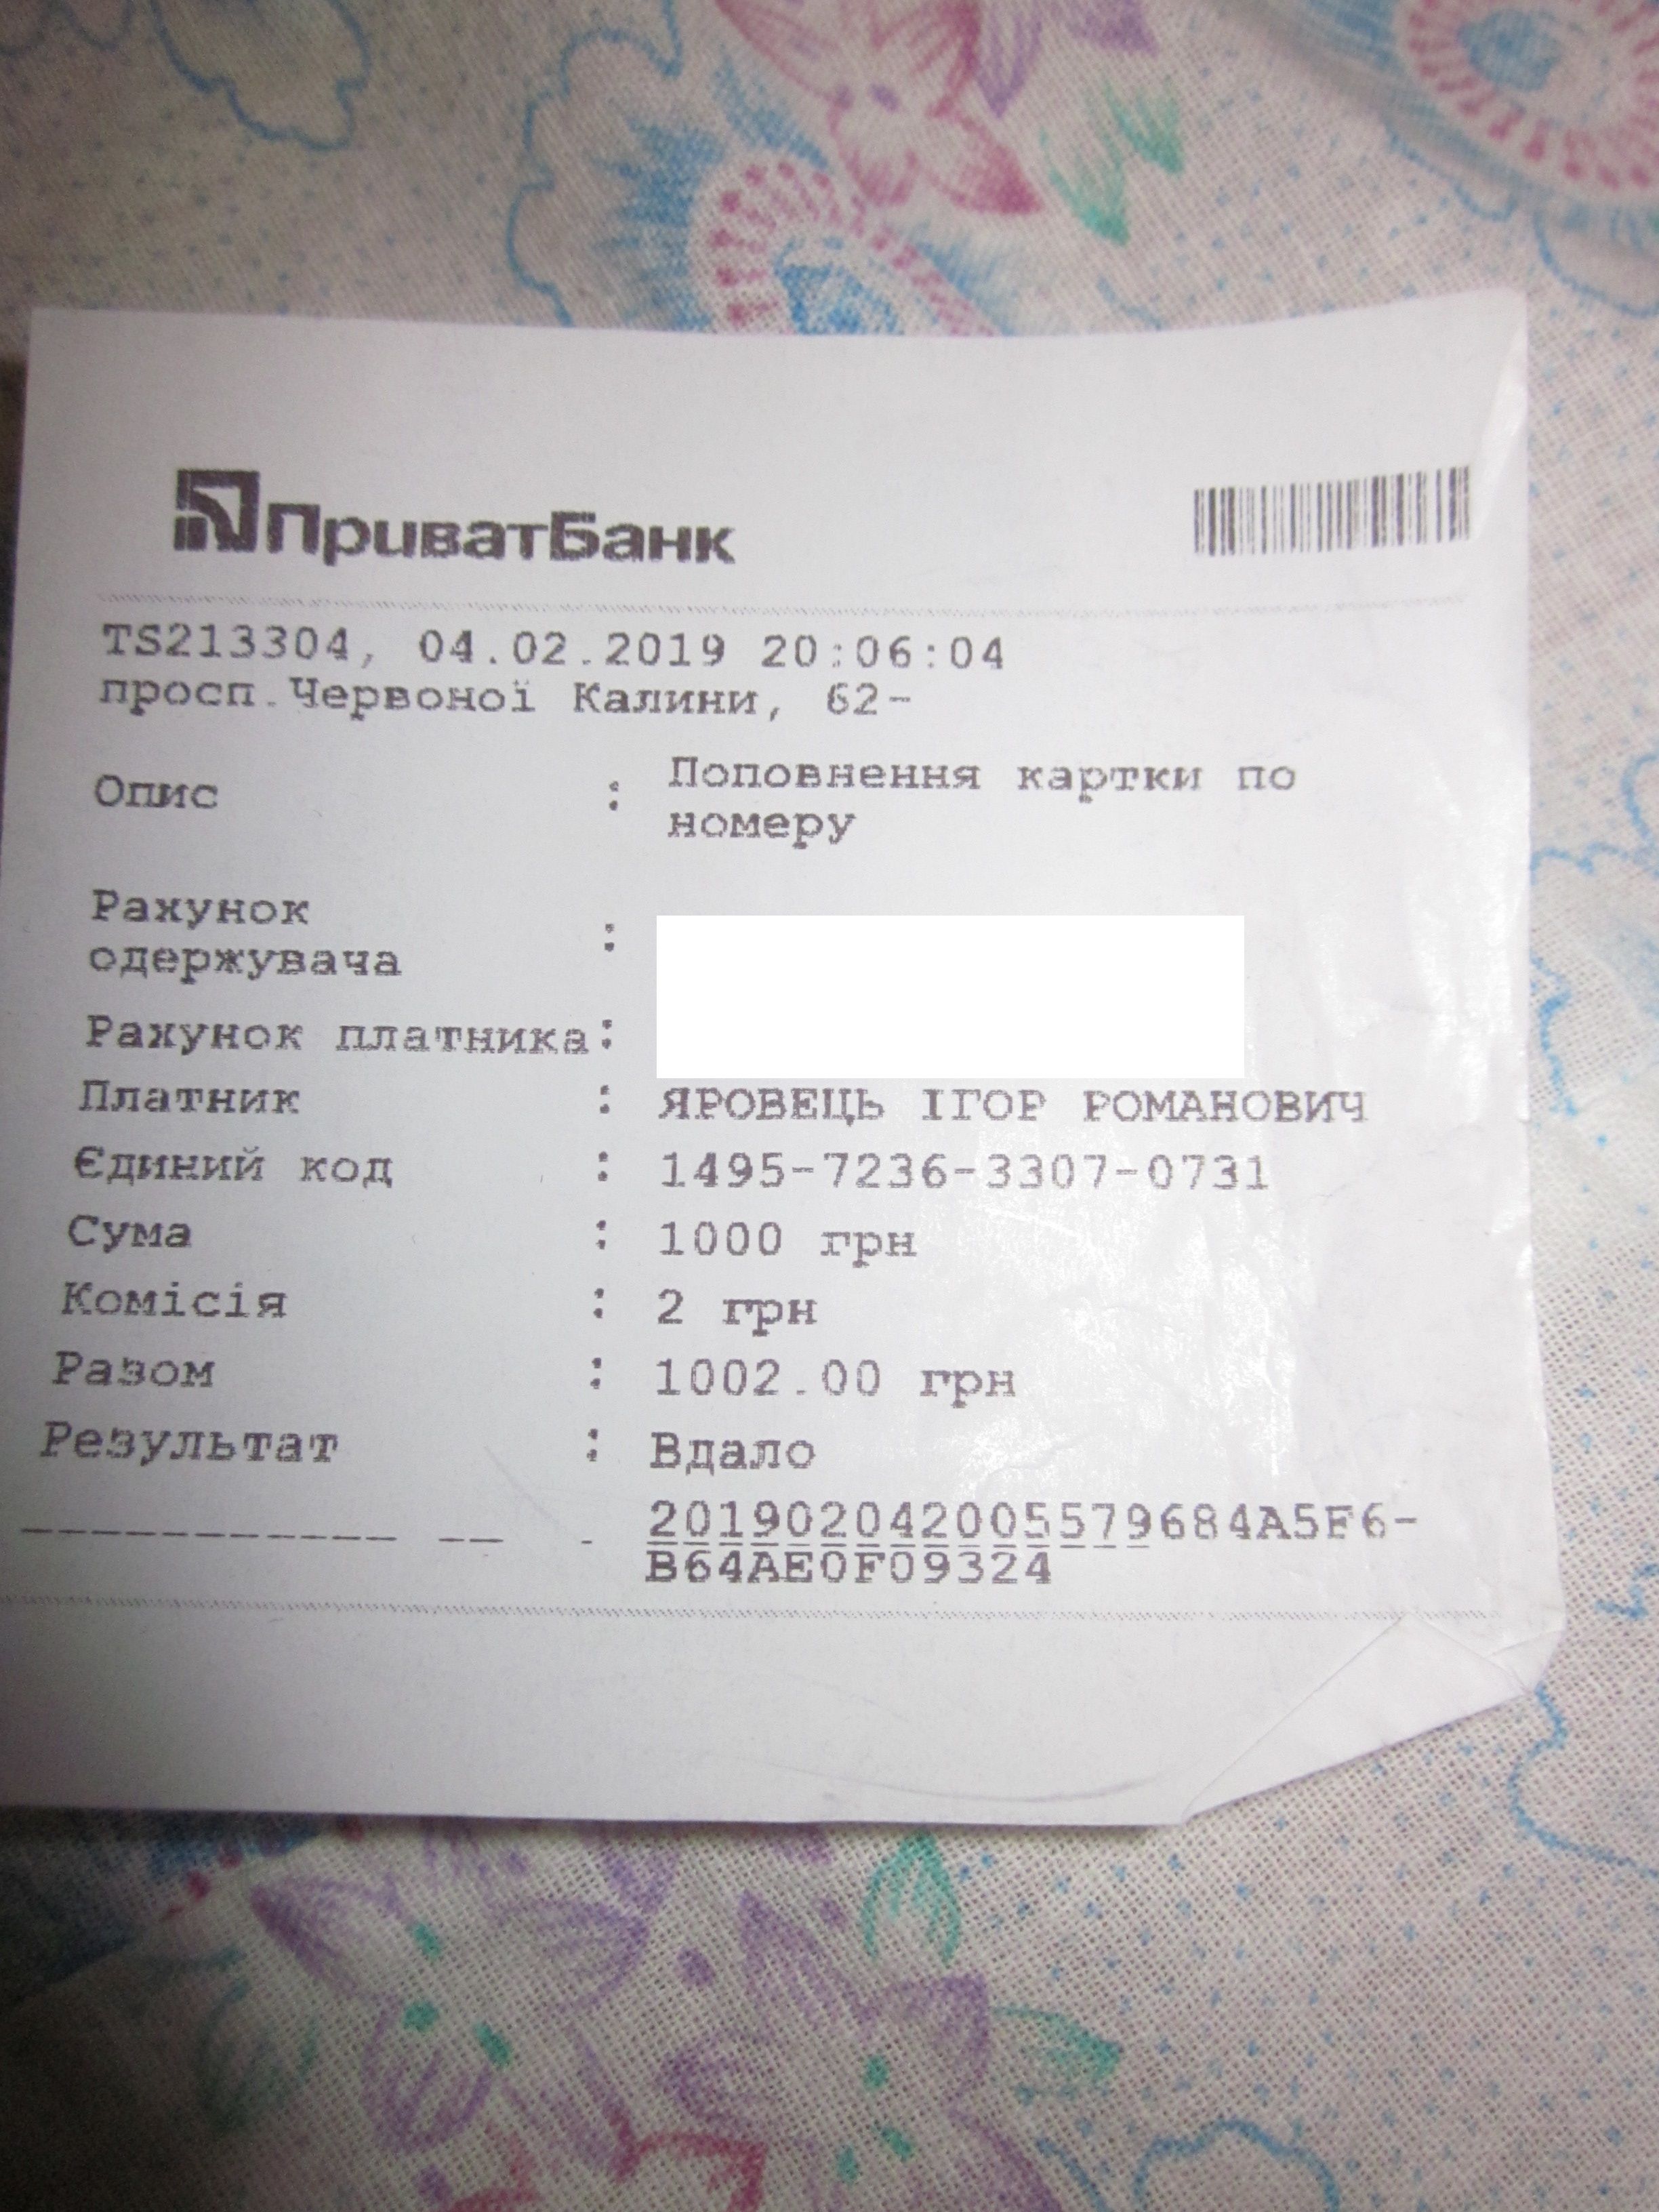 ПриватБанк
TS213304, 04.02.2019 20:06:04
просп.Червоної Калини, 62-
Опис : Поповнення картки по
номеру
Рахунок
одержувача :
Рахунок платника:
Платник : ЯРОВЕЦЬ ІГОР РОМАНОВИЧ
Єдиний код : 1495-7236-3307-0731
Сума : 1000 грн
Комісія : 2 грн
Разом : 1002.00 грн
Результат : Вдало
201902042005579684A5F6-
B64AE0F09324